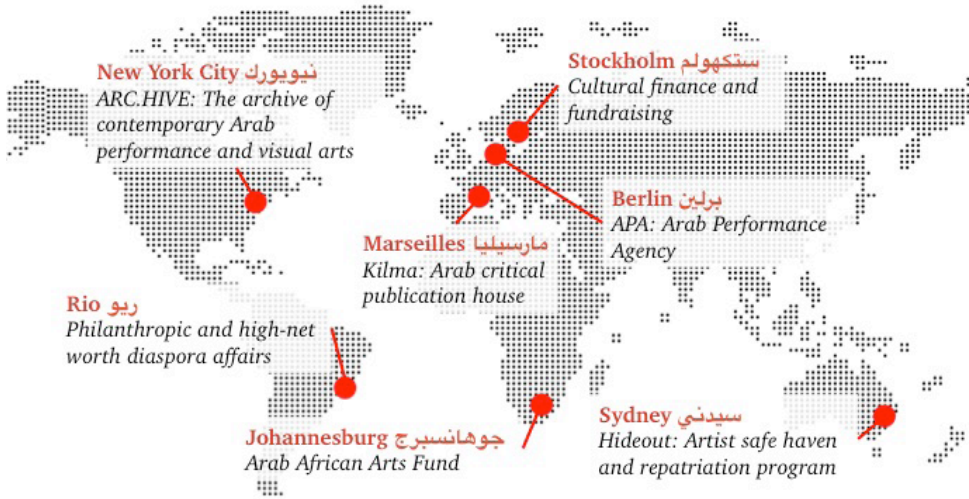 New York City نيويورك
ARC.HIVE: The archive of
contemporary Arab
performance and visual arts
Stockholm ستكهولم
Cultural finance and
fundraising
Berlin برلين
APA: Arab Performance
Agency
Marseilles مارسيليا
Kilma: Arab critical
publication house
Rio ريو
Philanthropic and high-net
worth diaspora affairs
Johannesburg جوهانسبرج
Arab African Arts Fund
Sydney سيدني
Hideout: Artist safe haven
and repatriation program